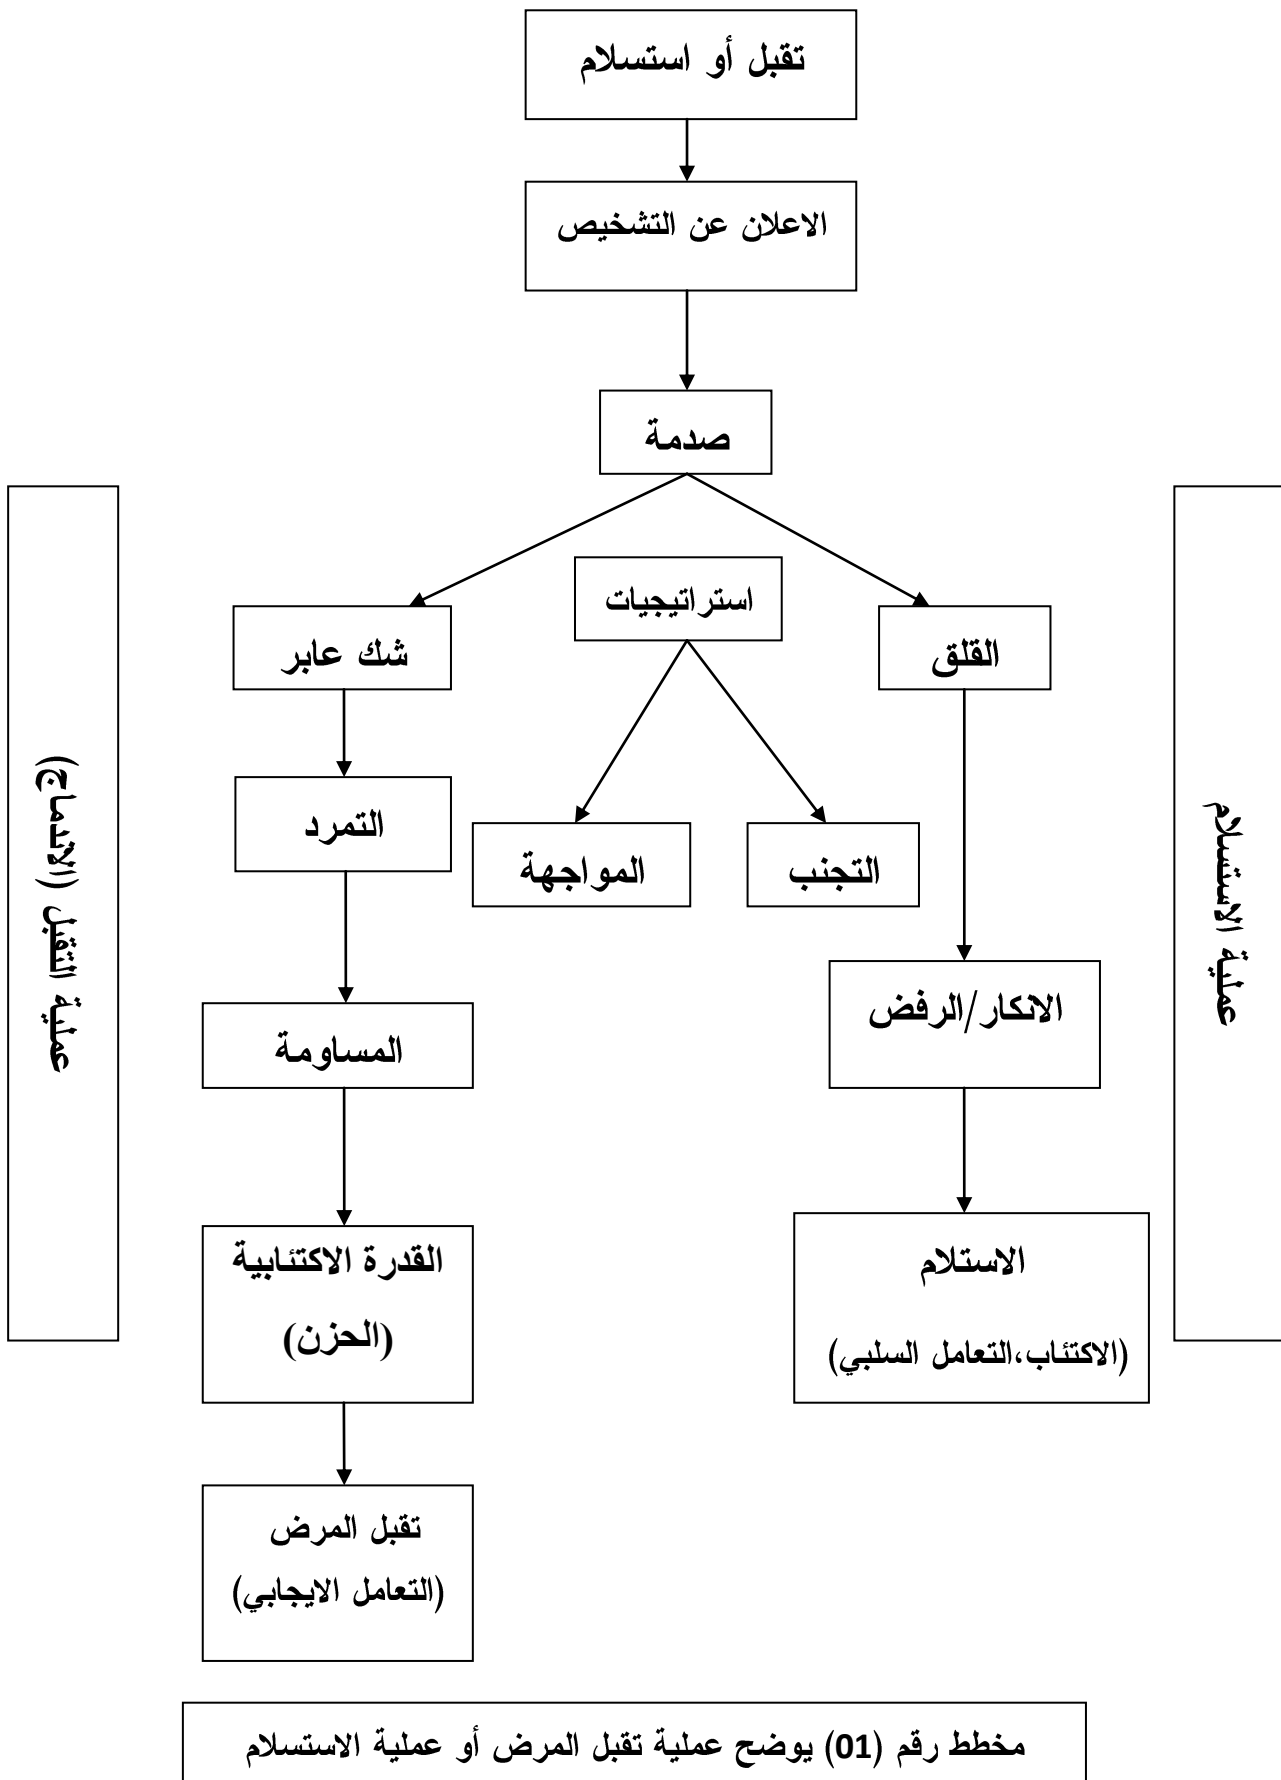 تقبل أو استسلام
الاعلان عن التشخيص
صدمة
استراتيجيات
القلق
شك عابر
التمرد
المواجهة
التجنب
الانكار/الرفض
المساومة
الاستلام
(الاكتئاب،التعامل السلبي)
القدرة الاكتئابية
(الحزن)
تقبل المرض
(التعامل الايجابي)
عملية الاستسلام
عملية التقبل (الاندماج)
مخطط رقم (01) يوضح عملية تقبل المرض أو عملية الاستسلام